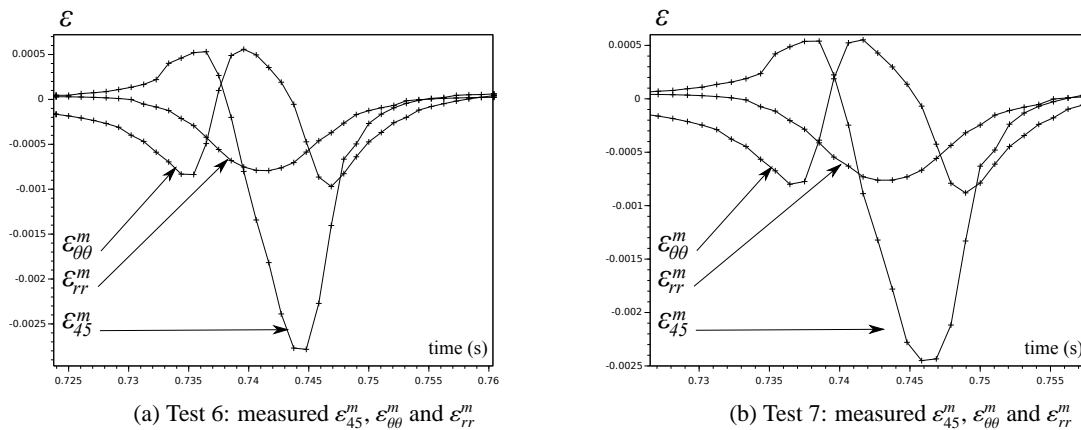 ε
0.0005
0
-0.0005
-0.001
-0.0015
-0.002
-0.0025
ε^m_θθ
ε^m_rr
ε^m_45
time (s)
0.725 0.73 0.735 0.74 0.745 0.75 0.755 0.76
(a) Test 6: measured ε^m_45, ε^m_θθ and ε^m_rr
ε
0.0005
0
-0.0005
-0.001
-0.0015
-0.002
-0.0025
ε^m_θθ
ε^m_rr
ε^m_45
time (s)
0.73 0.735 0.74 0.745 0.75 0.755
(b) Test 7: measured ε^m_45, ε^m_θθ and ε^m_rr